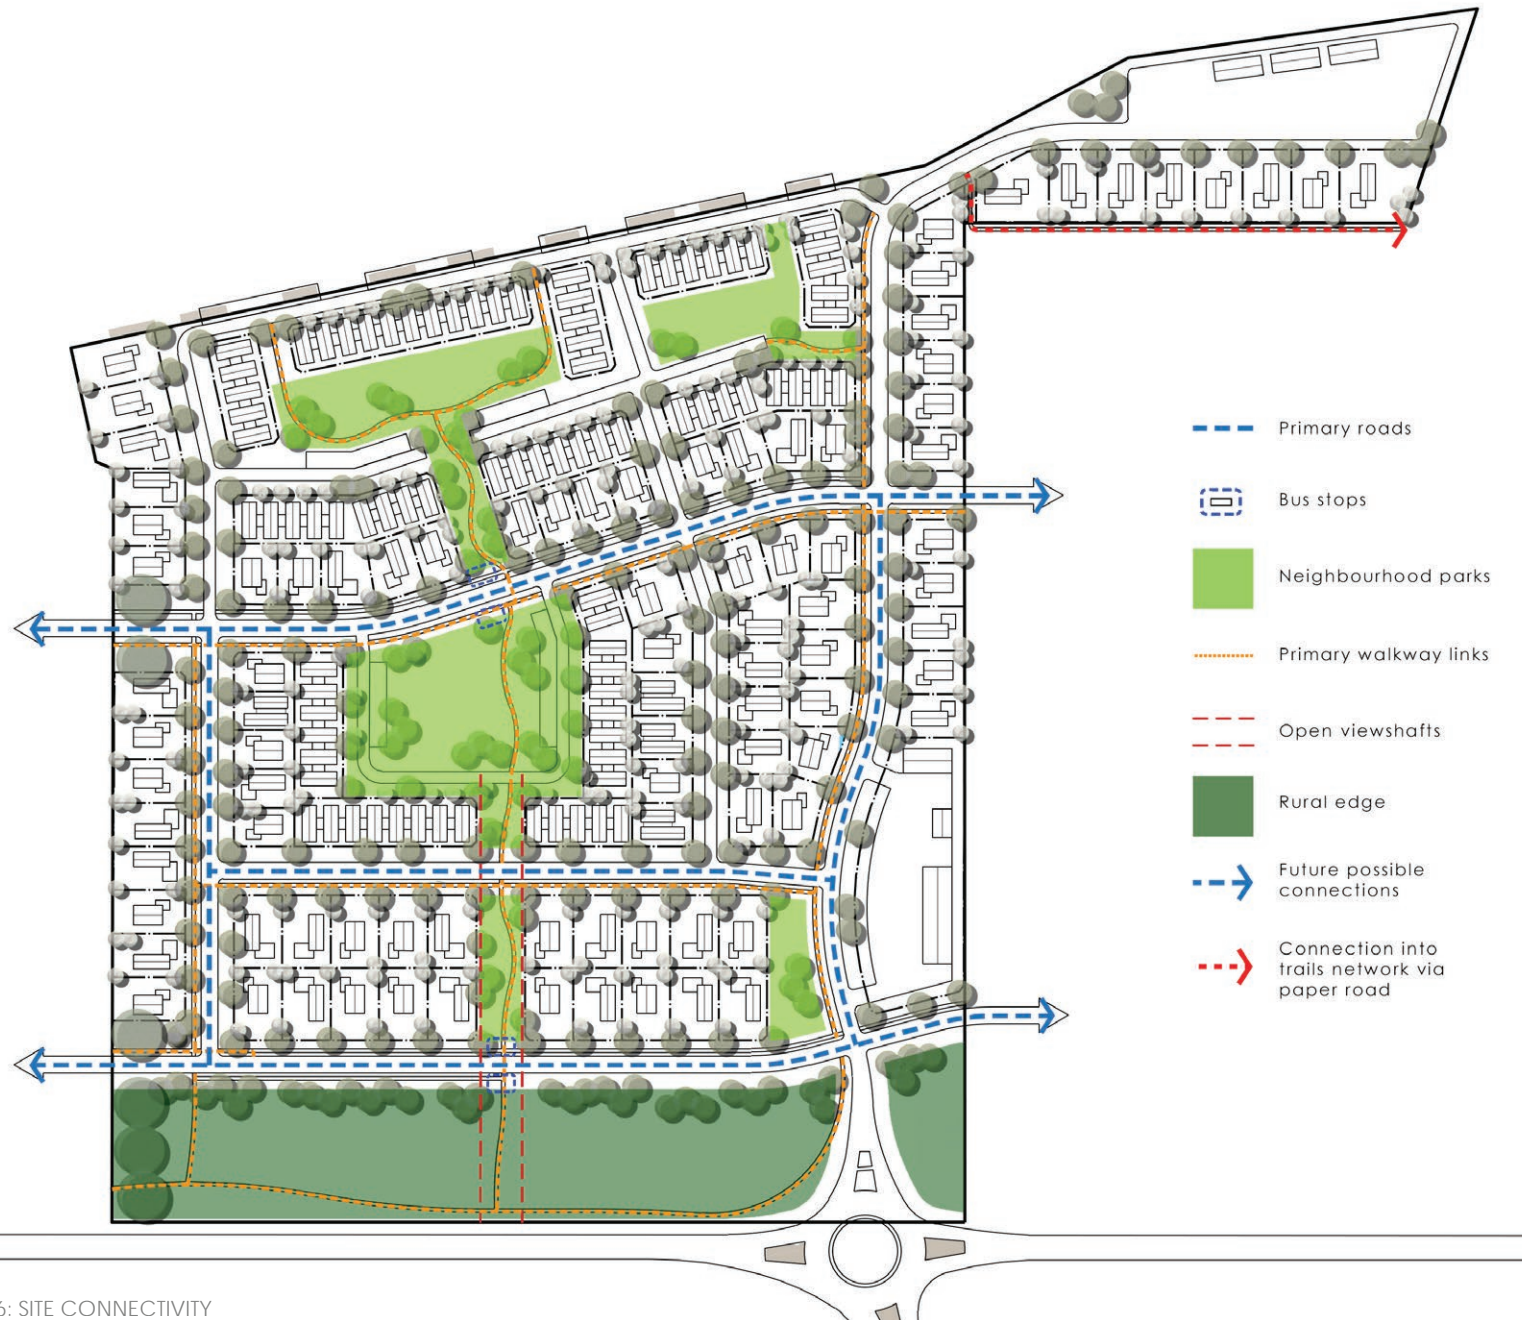 Primary roads
Bus stops
Neighbourhood parks
Primary walkway links
Open viewshafts
Rural edge
Future possible
connections
Connection into
trails network via
paper road
6: SITE CONNECTIVITY